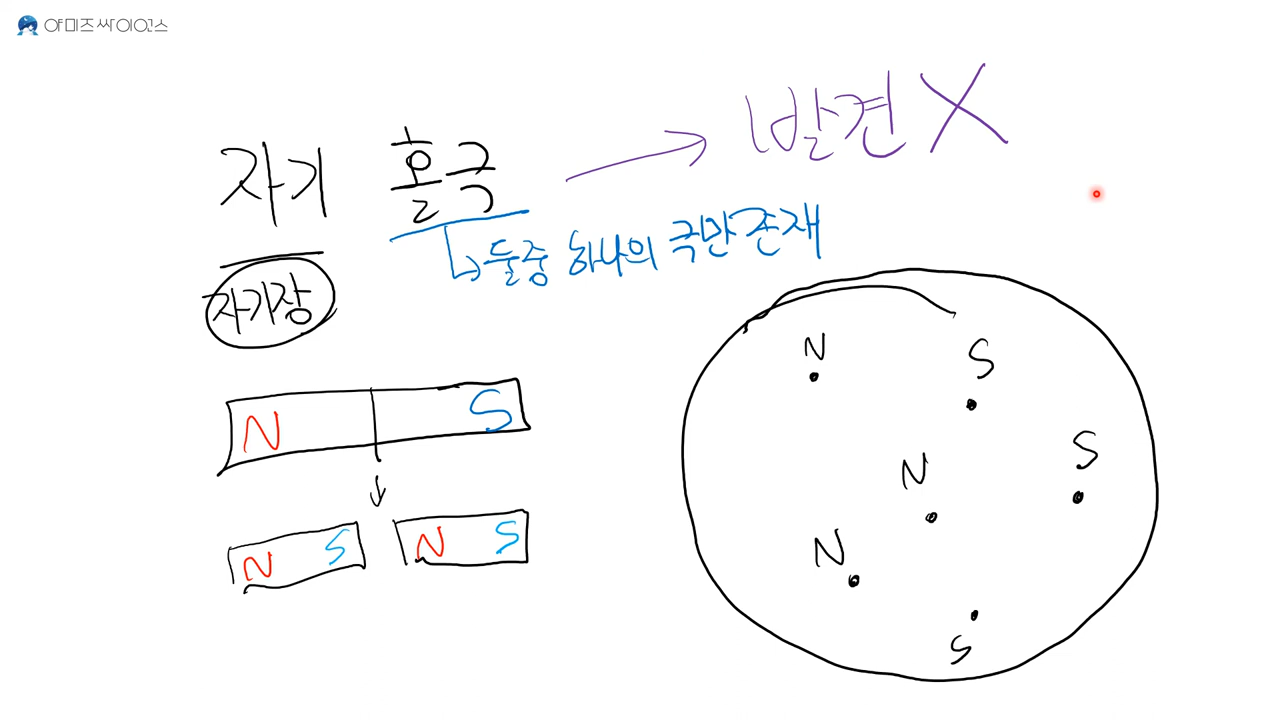 야미즈 싸이언스
자기 홀극 → 발견 X
↳ 둘중 하나의 극만 존재
자기장
N S
↓
N S N S
N
S
S
N
N
S